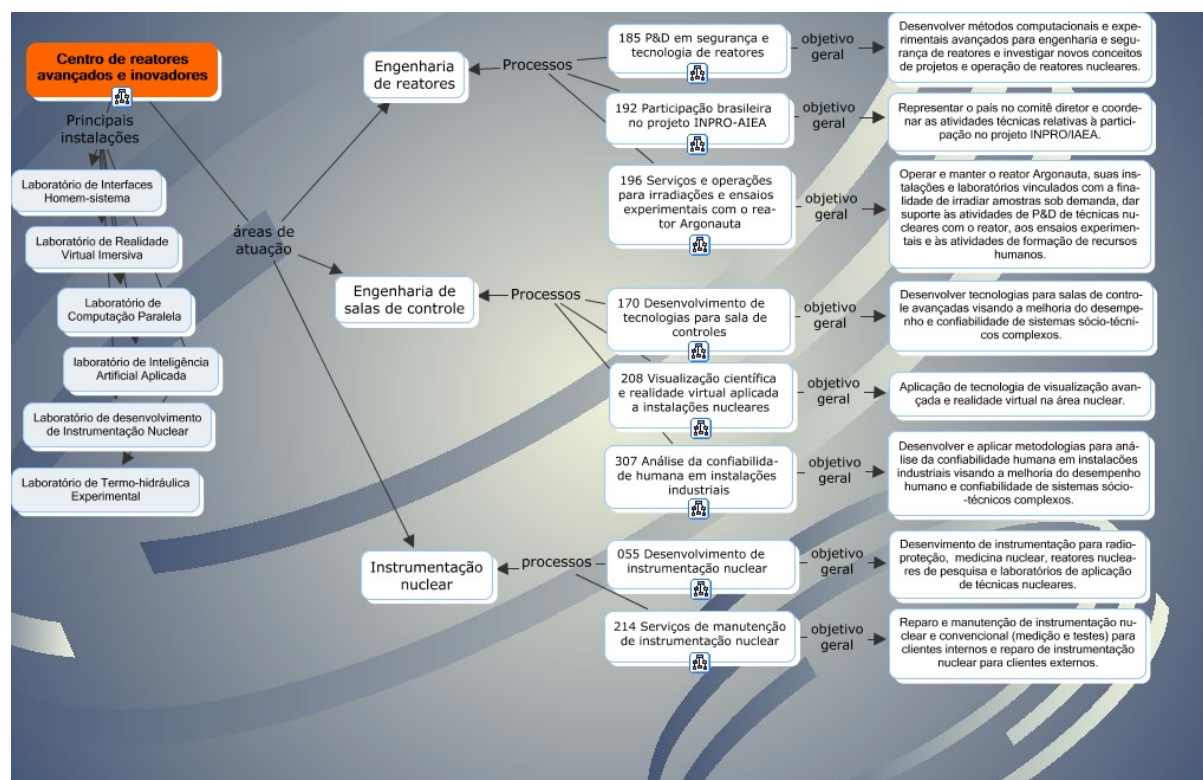 Centro de reatores
avançados e inovadores
Principais
instalações
Laboratório de Interfaces
Homem-sistema
Laboratório de Realidade
Virtual Imersiva
Laboratório de
Computação Paralela
laboratório de Inteligência
Artificial Aplicada
Laboratório de desenvolvimento
de Instrumentação Nuclear
Laboratório de Termo-hidráulica
Experimental
áreas de
atuação
Engenharia
de reatores
Processos
185 P&D em segurança e
tecnologia de reatores
objetivo
geral
Desenvolver métodos computacionais e expe-
rimentais avançados para engenharia e segu-
rança de reatores e investigar novos conceitos
de projetos e operação de reatores nucleares.
192 Participação brasileira
no projeto INPRO-AIEA
objetivo
geral
Representar o país no comitê diretor e coorde-
nar as atividades técnicas relativas à partici-
pação no projeto INPRO/IAEA.
196 Serviços e operações
para irradiações e ensaios
experimentais com o rea-
tor Argonauta
objetivo
geral
Operar e manter o reator Argonauta, suas ins-
talações e laboratórios vinculados com a fina-
lidade de irradiar amostras sob demanda, dar
suporte às atividades de P&D de técnicas nu-
cleares com o reator, aos ensaios experimen-
tais e às atividades de formação de recursos
humanos.
Engenharia de
salas de controle
Processos
170 Desenvolvimento de
tecnologias para sala de
controles
objetivo
geral
Desenvolver tecnologias para salas de contro-
le avançadas visando a melhoria do desempe-
nho e confiabilidade de sistemas sócio-técni-
cos complexos.
208 Visualização científica
e realidade virtual aplicada
a instalações nucleares
objetivo
geral
Aplicação de tecnologia de visualização avan-
çada e realidade virtual na área nuclear.
307 Análise da confiabilida-
de humana em instalações
industriais
objetivo
geral
Desenvolver e aplicar metodologias para aná-
lise da confiabilidade humana em instalacões
industriais visando a melhoria do desempenho
humano e confiabilidade de sistemas sócio-
-técnicos complexos.
Instrumentação
nuclear
processos
055 Desenvolvimento de
instrumentação nuclear
objetivo
geral
Desenvimento de instrumentação para radio-
proteção, medicina nuclear, reatores nuclea-
res de pesquisa e laboratórios de aplicação
de técnicas nucleares.
214 Serviços de manutenção
de instrumentação nuclear
objetivo
geral
Reparo e manutenção de instrumentação nu-
clear e convencional (medição e testes) para
clientes internos e reparo de instrumentação
nuclear para clientes externos.